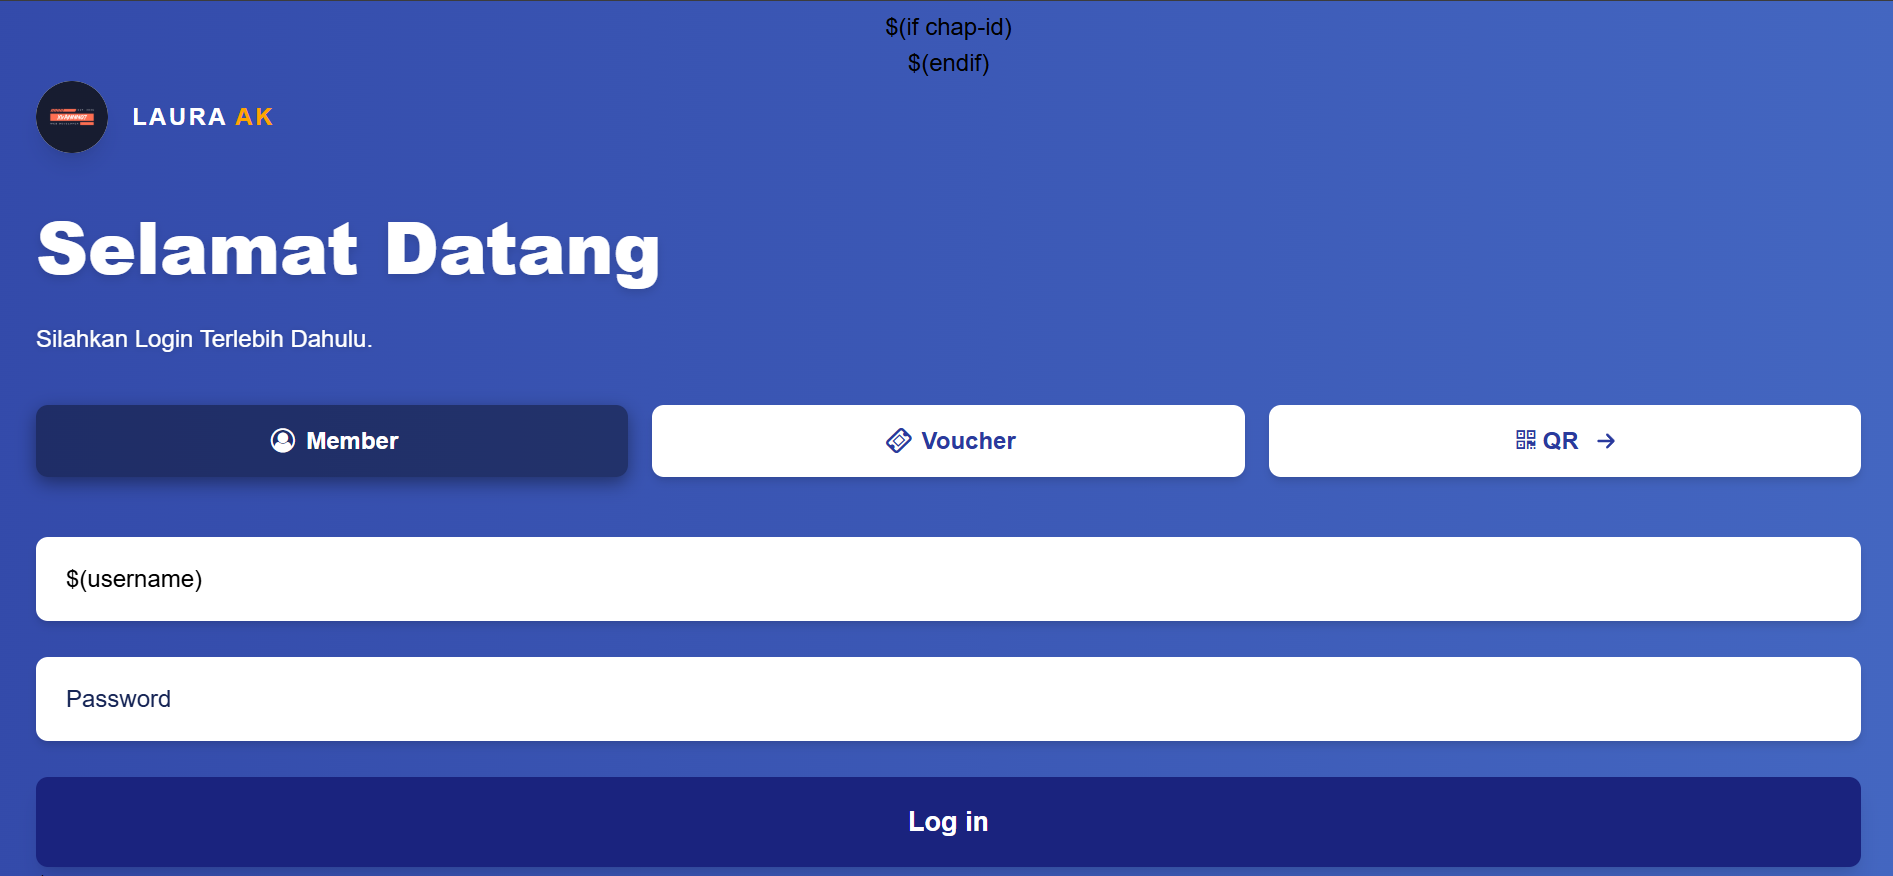 $(if chap-id)
$(endif)
LAURA AK
Selamat Datang
Silahkan Login Terlebih Dahulu.
Member
Voucher
QR →
$(username)
Password
Log in